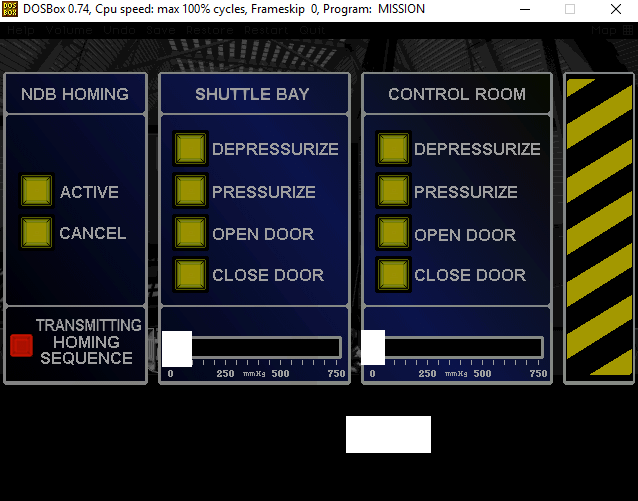 DOSBox 0.74, Cpu speed: max 100% cycles, Frameskip 0, Program: MISSION
Help Volume Undo Save Restore Restart Quit Map
NDB HOMING
ACTIVE
CANCEL
TRANSMITTING
HOMING
SEQUENCE
SHUTTLE BAY
DEPRESSURIZE
PRESSURIZE
OPEN DOOR
CLOSE DOOR
0 250 mmHg 500 750
CONTROL ROOM
DEPRESSURIZE
PRESSURIZE
OPEN DOOR
CLOSE DOOR
0 250 mmHg 500 750